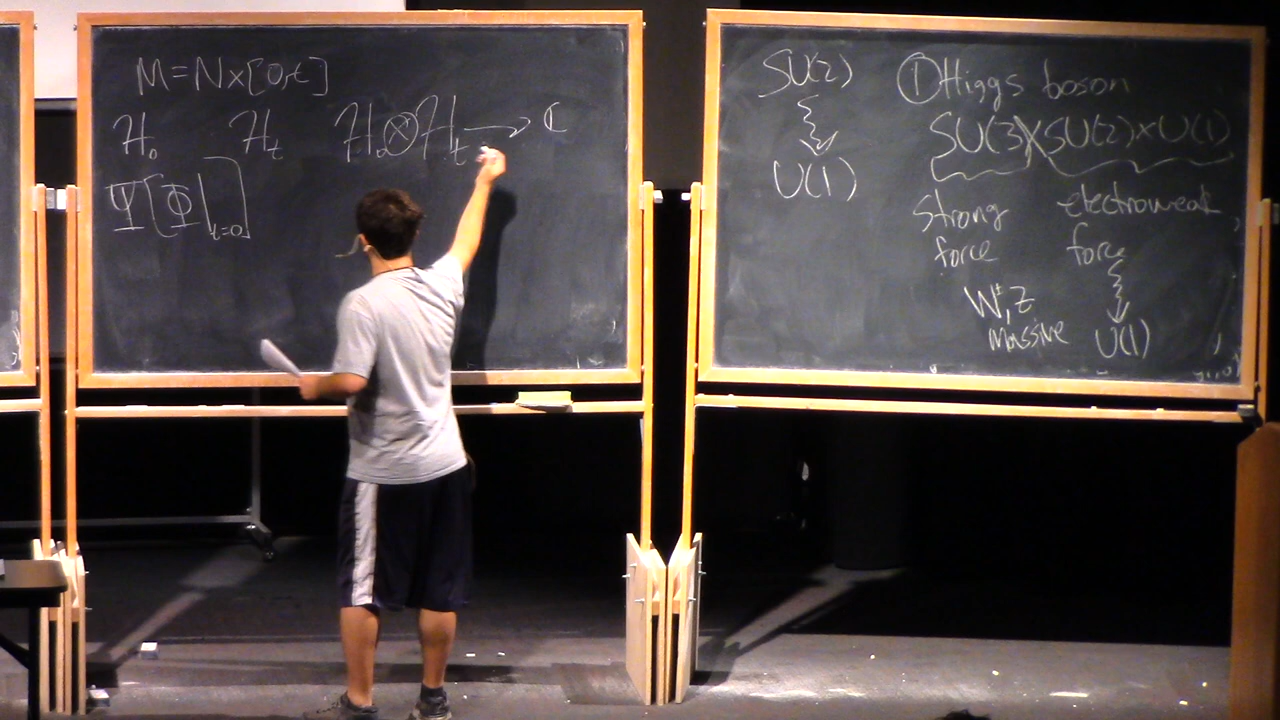 M = N × [0,t]
ℋ₀ ℋₜ ℋ₀ ⊗ ℋₜ → ℂ
Ψ[Φ|ₜ₌₀]
SU(2)
U(1)
① Higgs boson
SU(3) × SU(2) × U(1)
strong electroweak
force force
W±, Z
massive U(1)